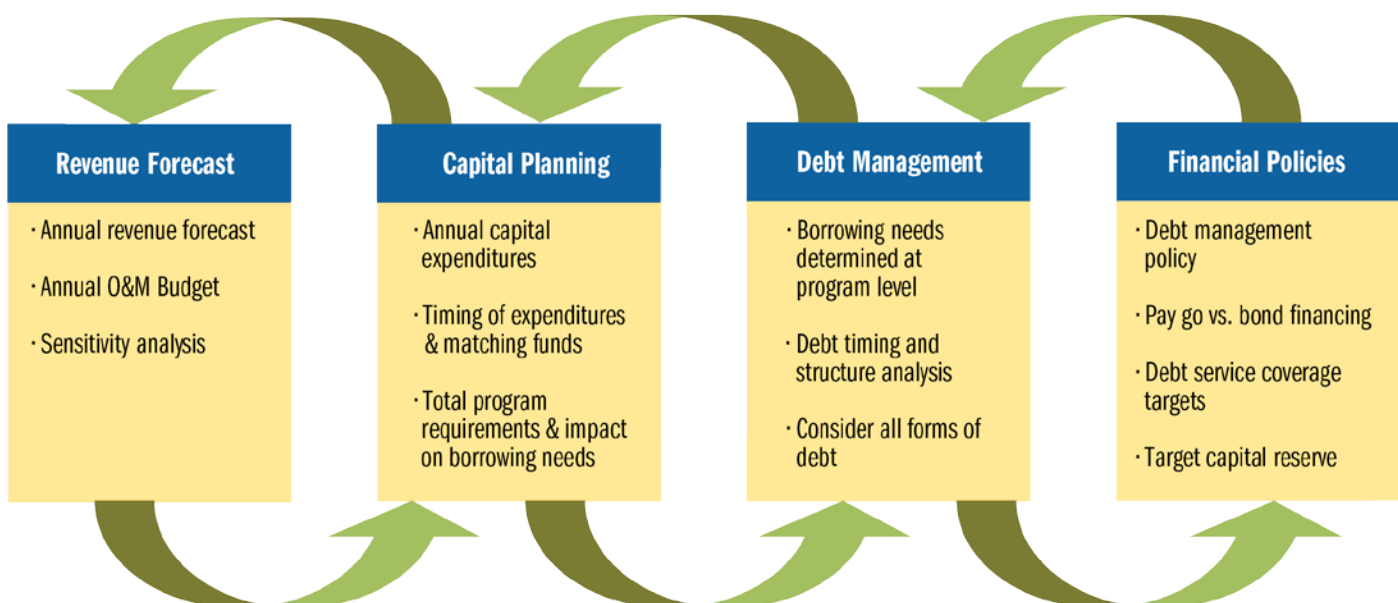 Revenue Forecast
· Annual revenue forecast
· Annual O&M Budget
· Sensitivity analysis
Capital Planning
· Annual capital
expenditures
· Timing of expenditures
& matching funds
· Total program
requirements & impact
on borrowing needs
Debt Management
· Borrowing needs
determined at
program level
· Debt timing and
structure analysis
· Consider all forms of
debt
Financial Policies
· Debt management
policy
· Pay go vs. bond financing
· Debt service coverage
targets
· Target capital reserve